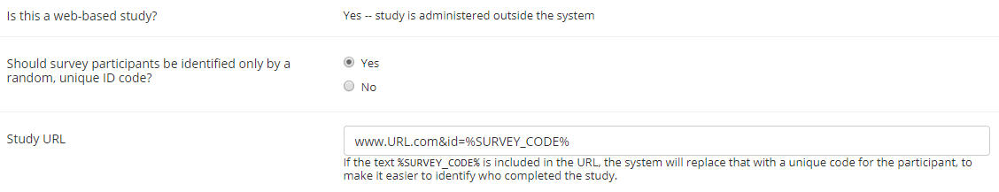 Is this a web-based study?
Yes -- study is administered outside the system
Should survey participants be identified only by a
random, unique ID code?
Yes
No
Study URL
www.URL.com&id=%SURVEY_CODE%
If the text %SURVEY_CODE% is included in the URL, the system will replace that with a unique code for the participant, to
make it easier to identify who completed the study.